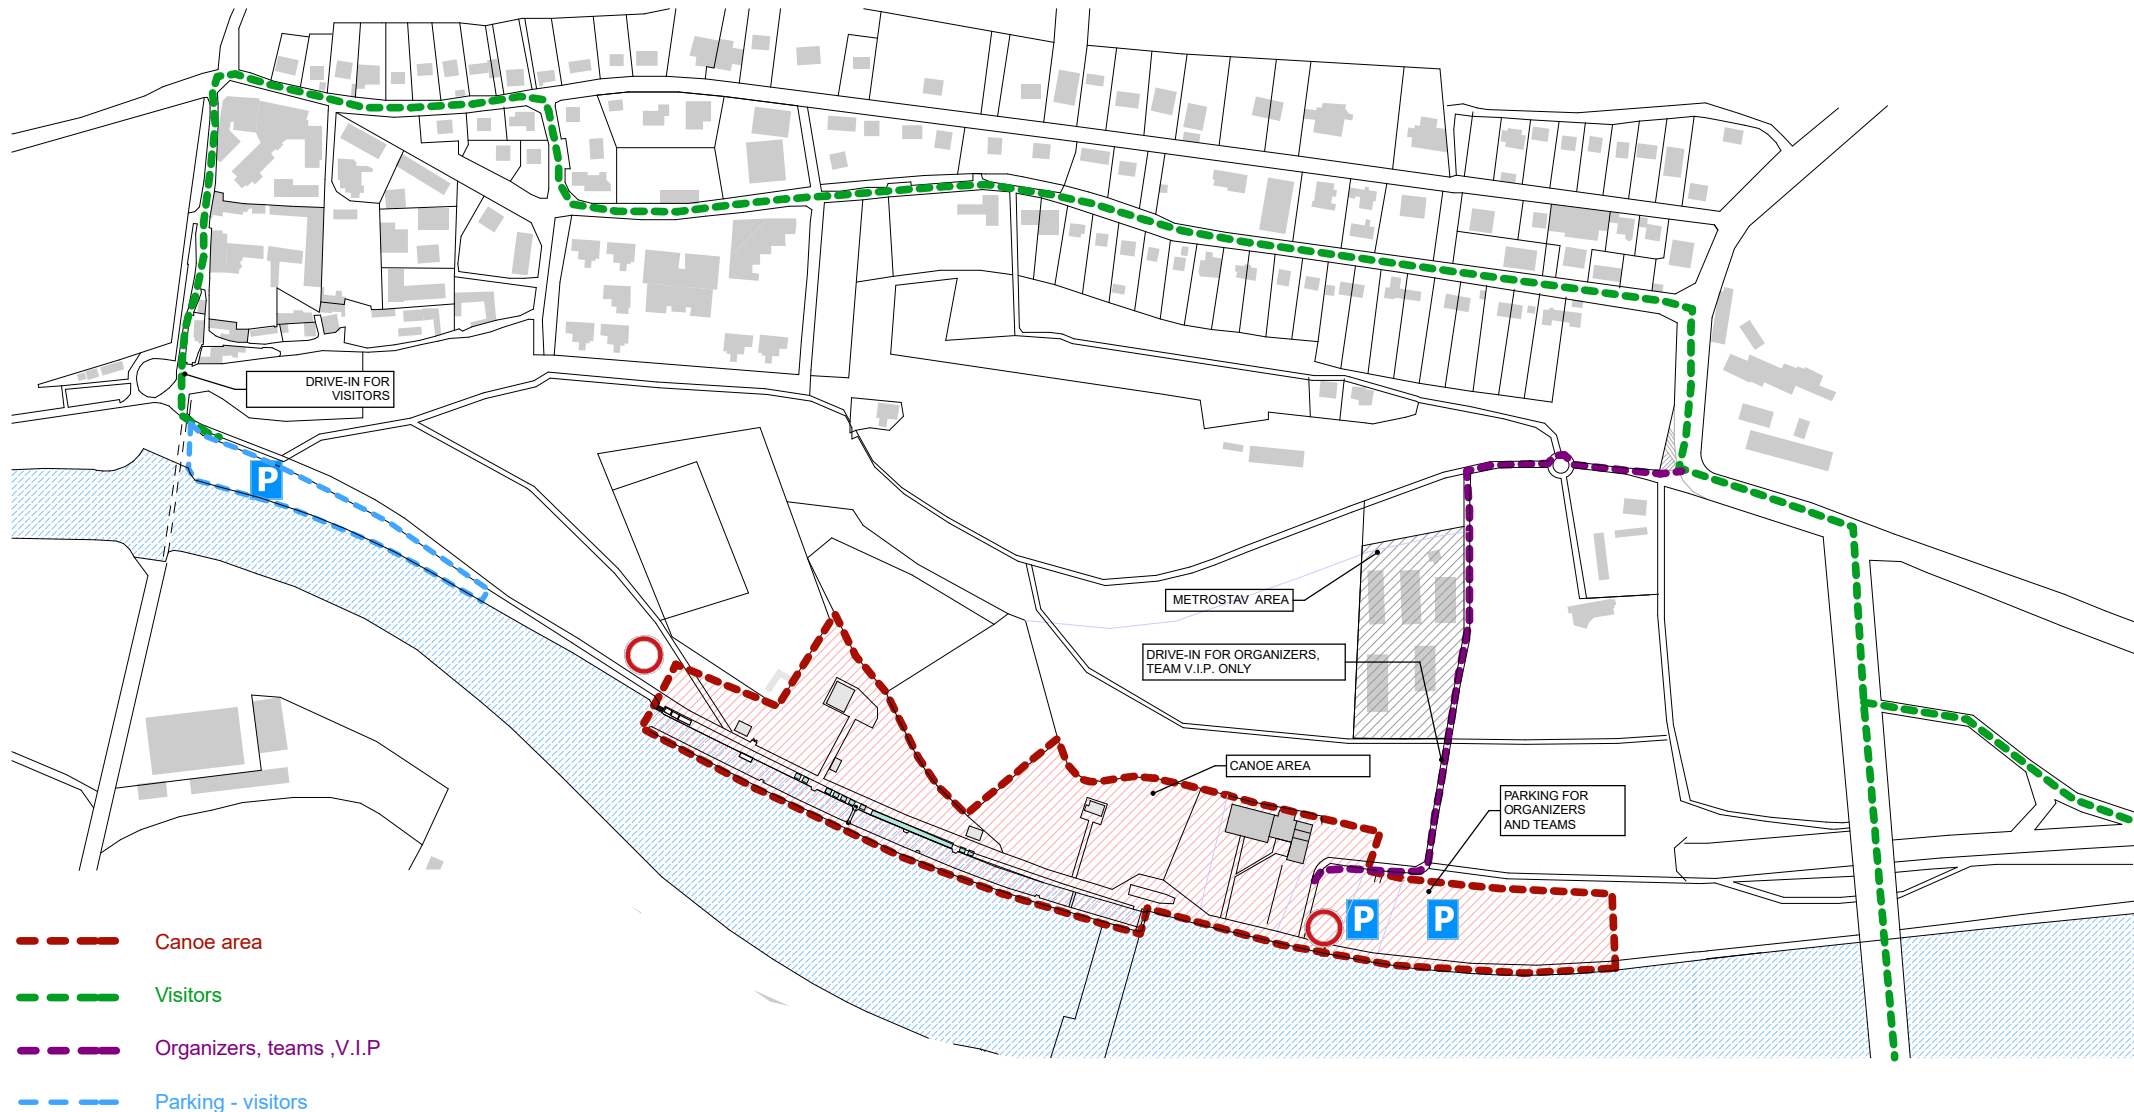 DRIVE-IN FOR
VISITORS
P
METROSTAV AREA
DRIVE-IN FOR ORGANIZERS,
TEAM V.I.P. ONLY
CANOE AREA
PARKING FOR
ORGANIZERS
AND TEAMS
P
P
Canoe area
Visitors
Organizers, teams ,V.I.P
Parking - visitors